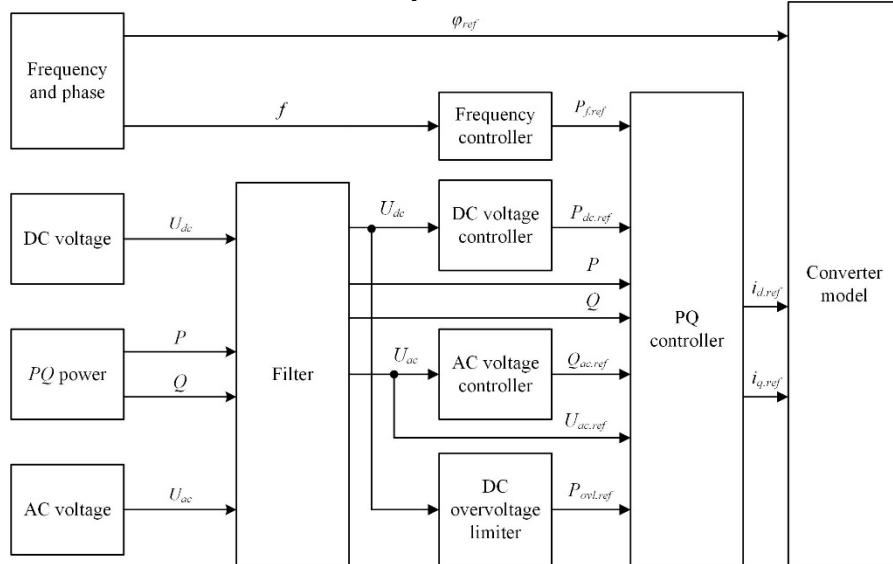 φref
Frequency
and phase
f
Frequency
controller
Pf.ref
DC voltage
Udc
Udc
DC voltage
controller
Pdc.ref
P
Q
PQ power
P
Q
Filter
Uac
AC voltage
controller
Qac.ref
Uac.ref
AC voltage
Uac
DC
overvoltage
limiter
Povl.ref
PQ
controller
id.ref
iq.ref
Converter
model